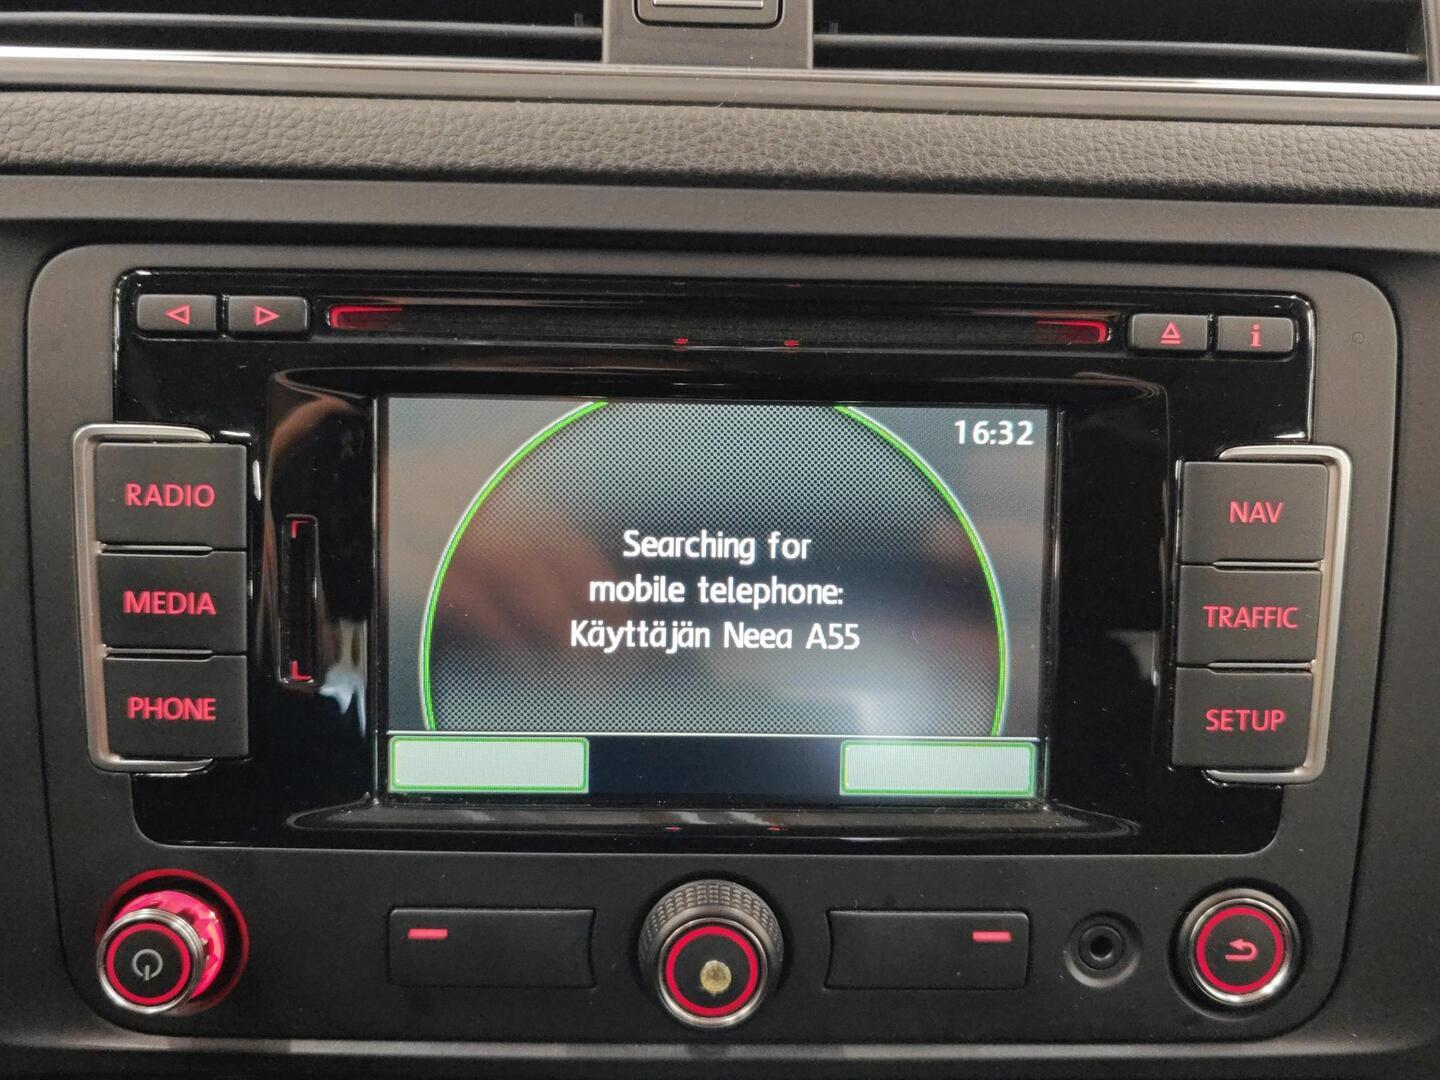 16:32
RADIO
NAV
Searching for
mobile telephone:
Käyttäjän Neea A55
MEDIA
TRAFFIC
PHONE
SETUP
i